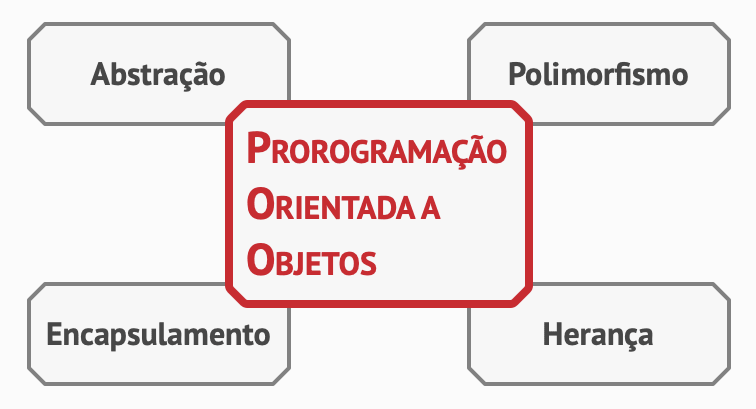 Abstração
Polimorfismo
PROROGRAMAÇÃO
ORIENTADA A
OBJETOS
Encapsulamento
Herança